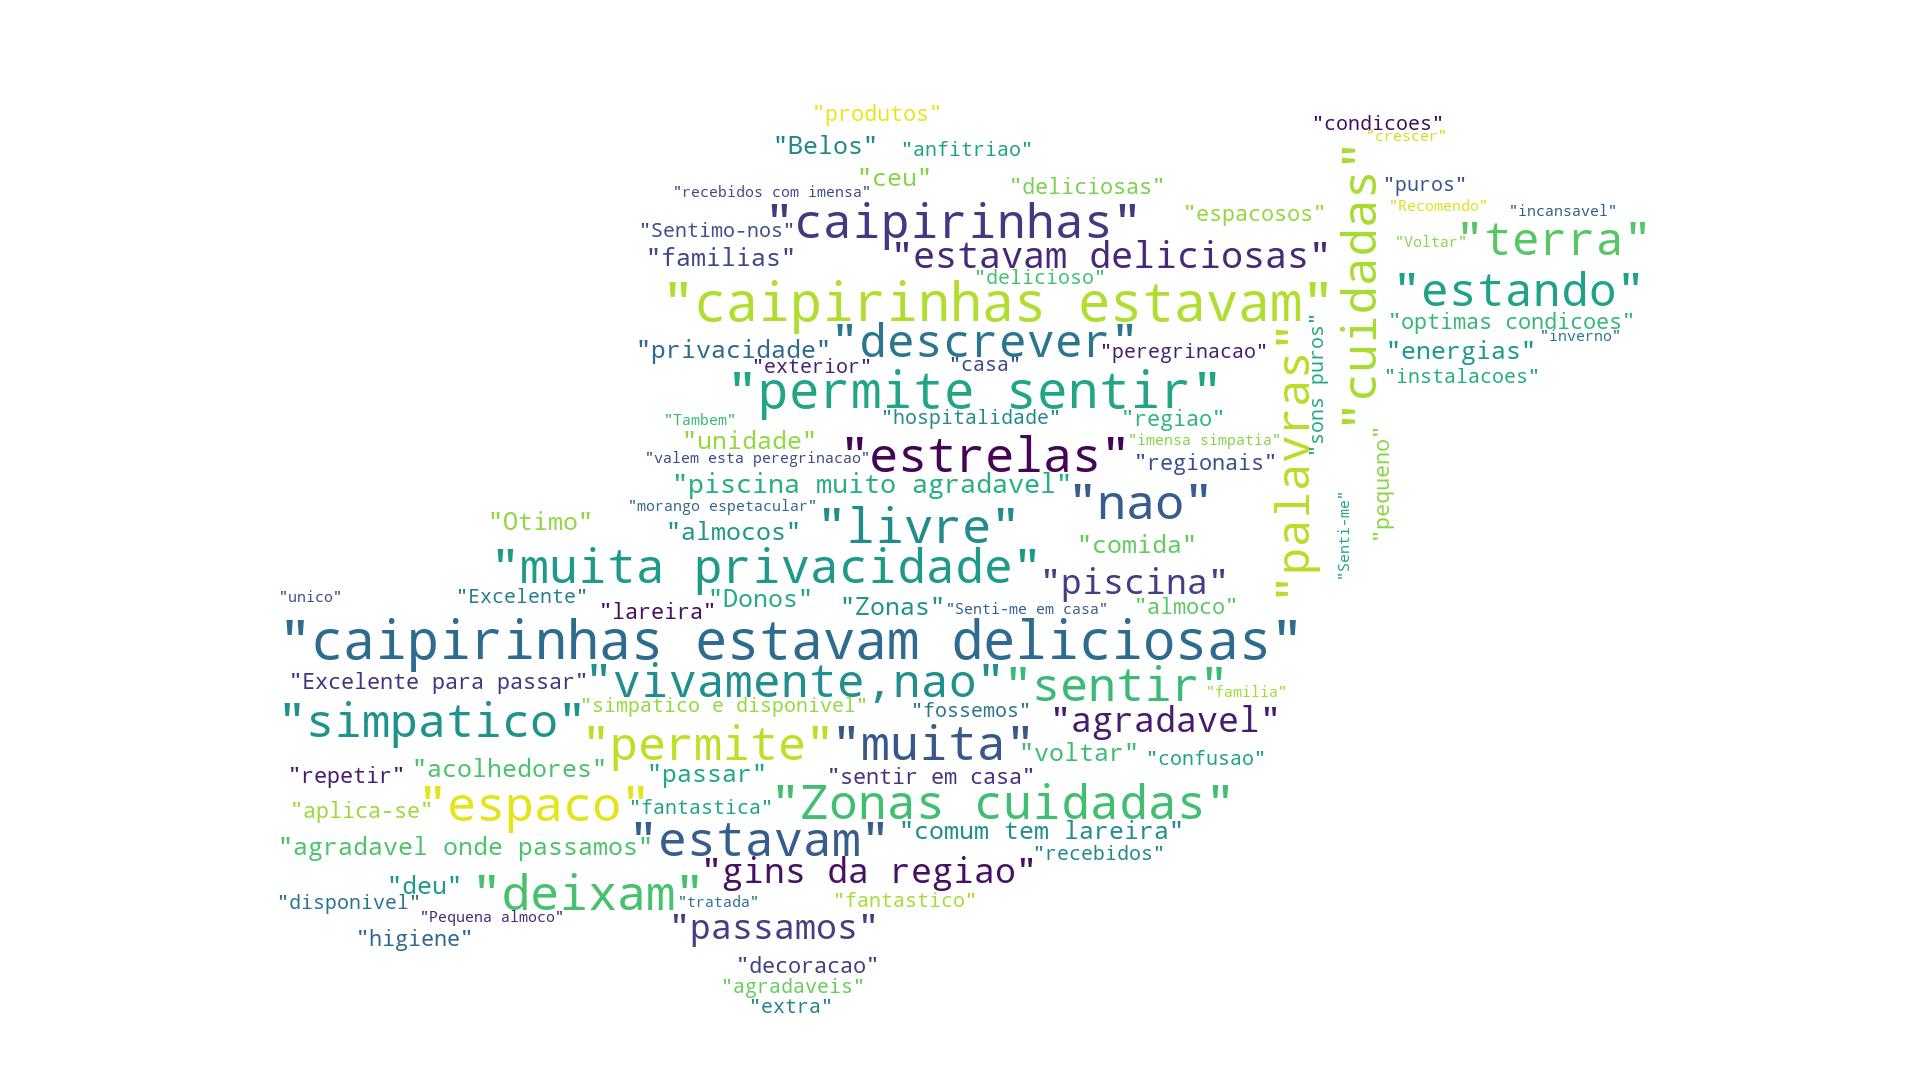 "produtos"
"condicoes"
"crescer"
"Belos" "anfitriao"
"ceu"
"deliciosas"
"puros"
"recebidos com imensa"
"Recomendo"
"incansavel"
"espacosos"
"caipirinhas"
"Sentimo-nos"
"cuidadas"
"Voltar"
"terra"
"familias"
"estavam deliciosas"
"delicioso"
"estando"
"caipirinhas estavam"
"optimas condicoes"
"inverno"
"descrever"
"privacidade"
"peregrinacao"
"energias"
"exterior"
"casa"
"sons puros"
"instalacoes"
"permite sentir"
"Tambem"
"hospitalidade"
"regiao"
"unidade"
"imensa simpatia"
"estrelas"
"valem esta peregrinacao"
"regionais"
"palavras"
"pequeno"
"piscina muito agradavel"
"nao"
"morango espetacular"
"Otimo"
"livre"
"almocos"
"Senti-me"
"comida"
"muita privacidade"
"piscina"
"unico"
"Excelente"
"Donos"
"lareira"
"Zonas"
"Senti-me em casa"
"almoco"
"caipirinhas estavam deliciosas"
"Excelente para passar"
"vivamente,nao"
"sentir"
"familia"
"simpatico e disponivel"
"fossemos"
"simpatico"
"agradavel"
"permite"
"muita"
"voltar"
"confusao"
"acolhedores"
"repetir"
"passar"
"sentir em casa"
"aplica-se"
"espaco"
"fantastica"
"Zonas cuidadas"
"comum tem lareira"
"estavam"
"agradavel onde passamos"
"recebidos"
"gins da regiao"
"deu"
"deixam"
"disponivel"
"tratada"
"fantastico"
"Pequena almoco"
"passamos"
"higiene"
"decoracao"
"agradaveis"
"extra"